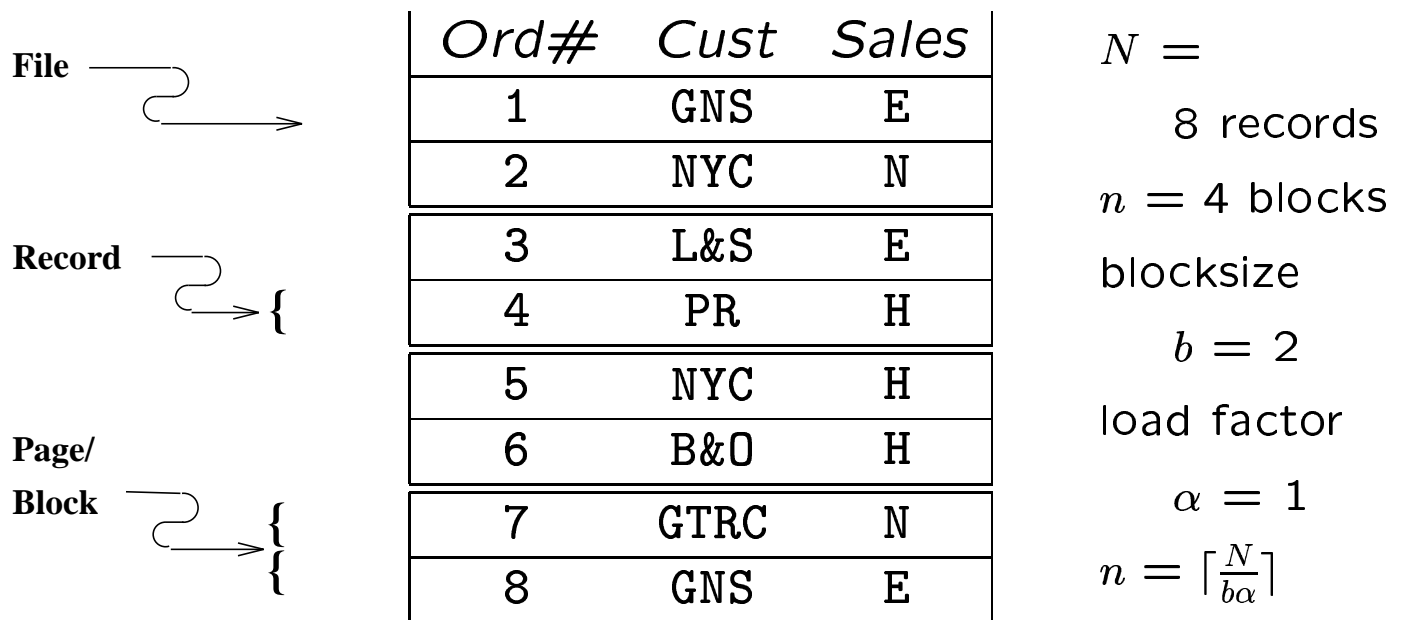 File
Record
Page/
Block
{
{
{
Ord# Cust Sales
1 GNS E
2 NYC N
3 L&S E
4 PR H
5 NYC H
6 B&O H
7 GTRC N
8 GNS E
N =
8 records
n = 4 blocks
blocksize
b = 2
load factor
α = 1
n = ⌈N/bα⌉